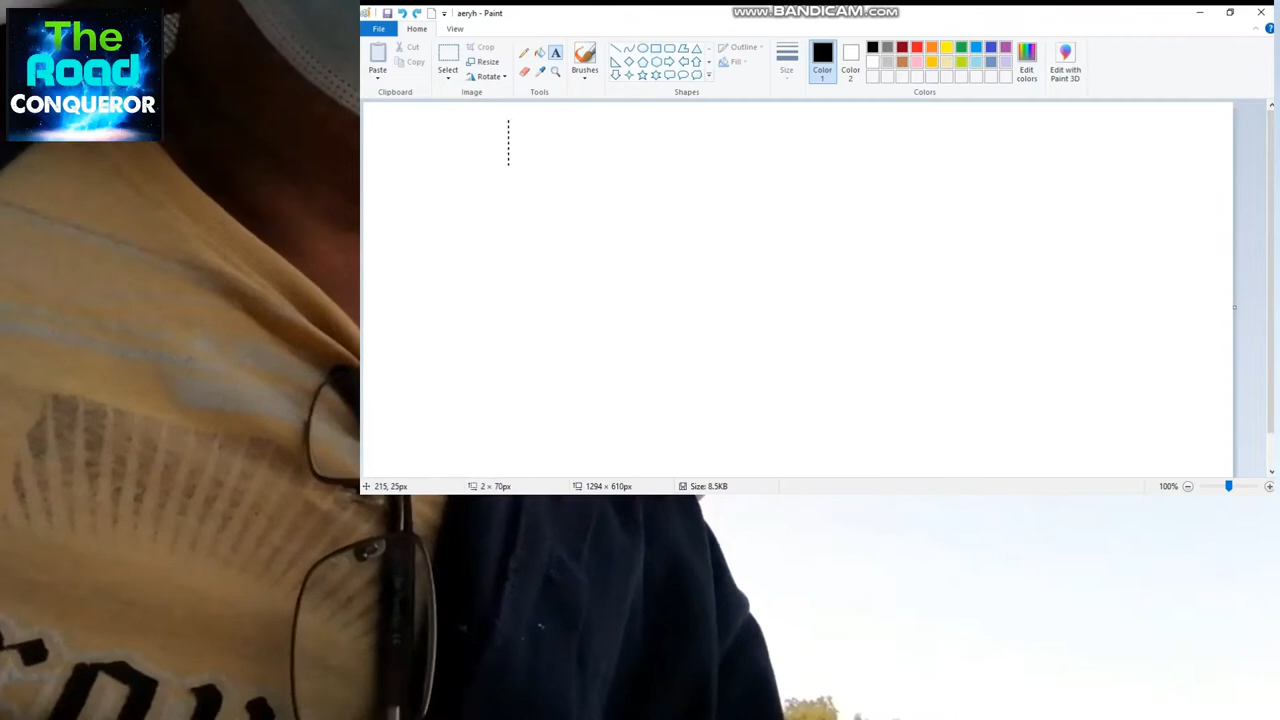 The
Road
CONQUEROR
www.BANDICAM.com
aeryh - Paint
File
Home
View
Paste
Cut
Copy
Clipboard
Select
Crop
Resize
Rotate
Image
A
Tools
Brushes
Outline
Fill
Shapes
Size
Color
1
Color
2
Colors
Edit
colors
Edit with
Paint 3D
215, 25px
2 × 70px
1294 × 610px
Size: 8.5KB
100%